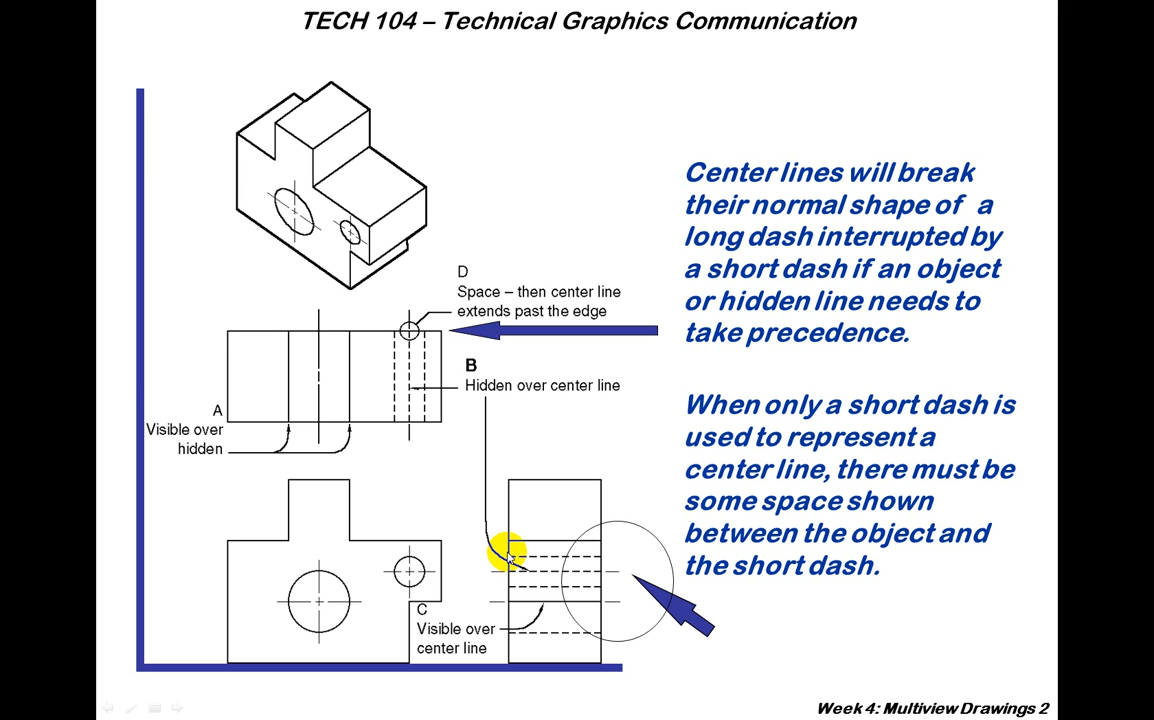 TECH 104 – Technical Graphics Communication
Center lines will break
their normal shape of a
long dash interrupted by
a short dash if an object
or hidden line needs to
take precedence.
When only a short dash is
used to represent a
center line, there must be
some space shown
between the object and
the short dash.
D
Space – then center line
extends past the edge
B
Hidden over center line
A
Visible over
hidden
C
Visible over
center line
Week 4: Multiview Drawings 2